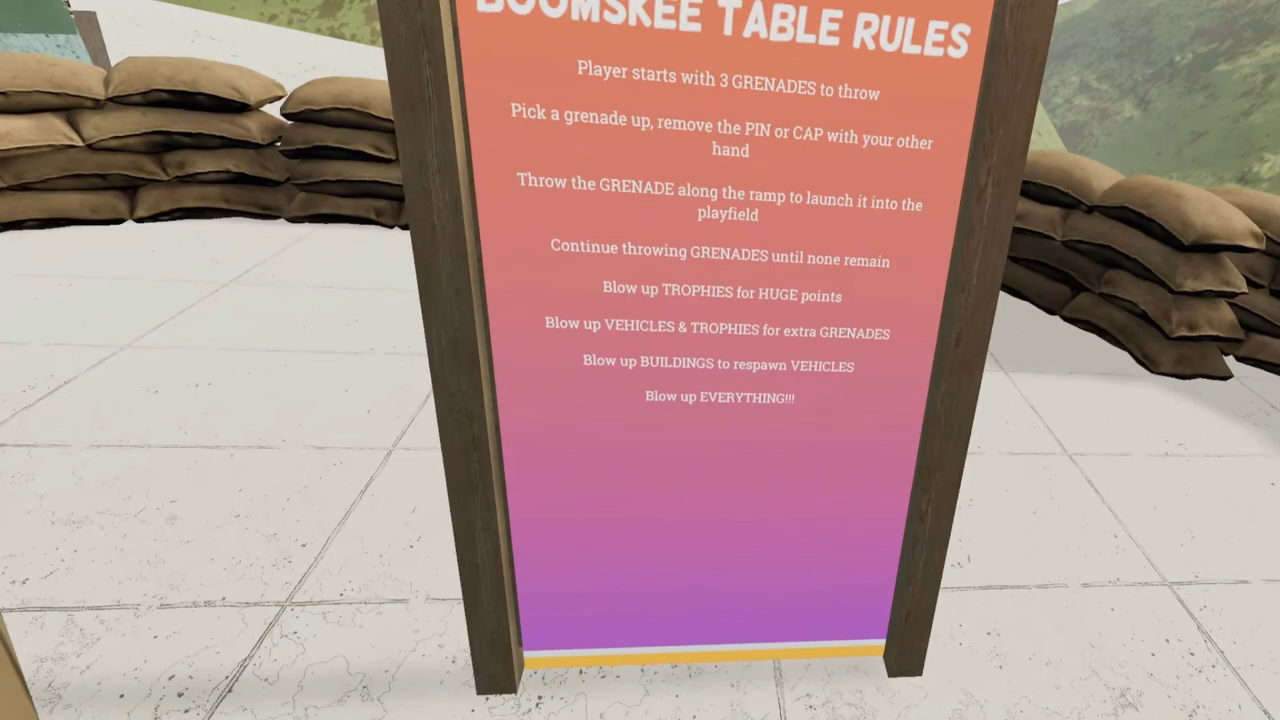 BOOMSKEE TABLE RULES
Player starts with 3 GRENADES to throw
Pick a grenade up, remove the PIN or CAP with your other
hand
Throw the GRENADE along the ramp to launch it into the
playfield
Continue throwing GRENADES until none remain
Blow up TROPHIES for HUGE points
Blow up VEHICLES & TROPHIES for extra GRENADES
Blow up BUILDINGS to respawn VEHICLES
Blow up EVERYTHING!!!